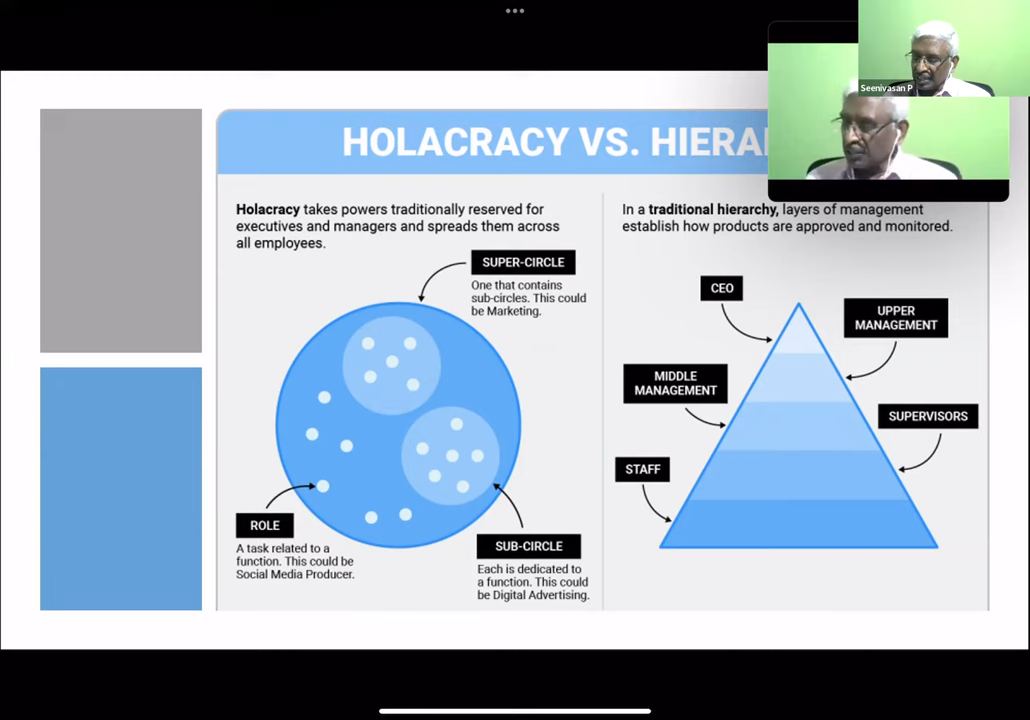 Seenivasan P
HOLACRACY VS.
Holacracy takes powers traditionally reserved for
executives and managers and spreads them across
all employees.
SUPER-CIRCLE
One that contains
sub-circles. This could
be Marketing.
ROLE
A task related to a
function. This could be
Social Media Producer.
SUB-CIRCLE
Each is dedicated to
a function. This could
be Digital Advertising.
In a traditional hierarchy, layers of management
establish how products are approved and monitored.
CEO
UPPER
MANAGEMENT
MIDDLE
MANAGEMENT
SUPERVISORS
STAFF